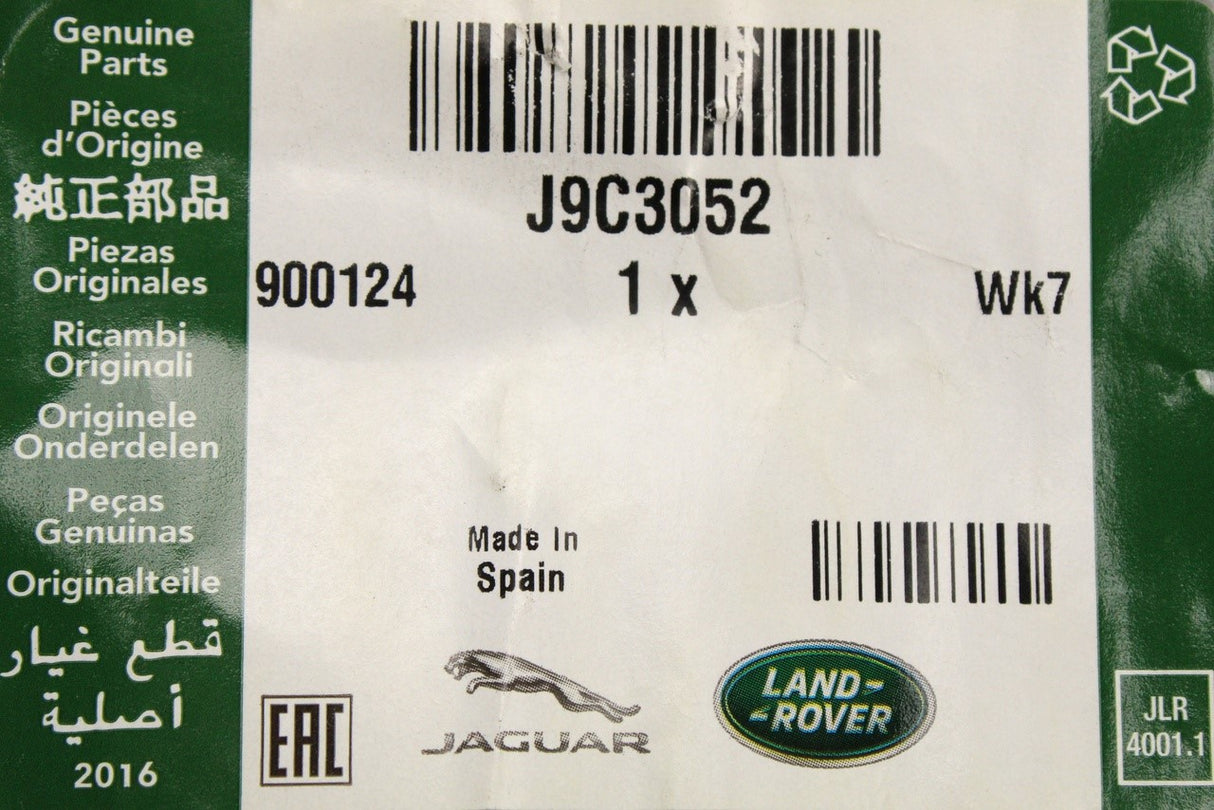 Genuine
Parts
Pièces
d'Origine
純正部品
Piezas
Originales
Ricambi
Originali
Originele
Onderdelen
Peças
Genuinas
Originalteile
قطع غيار
أصلية
2016
J9C3052
900124
1 x
Wk7
Made In
Spain
EAC
JAGUAR
LAND-
-ROVER
JLR
4001.1